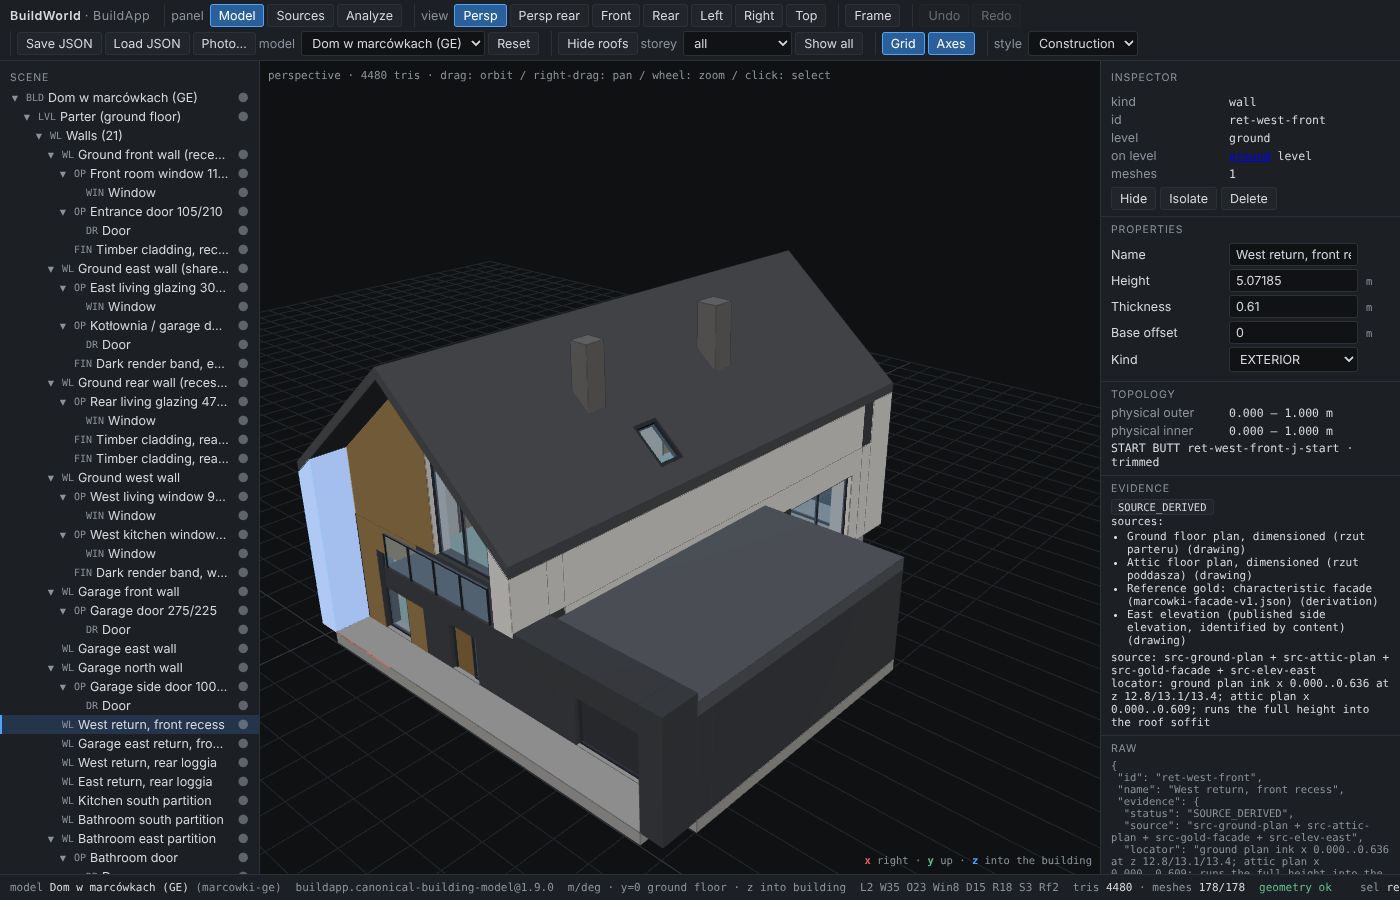 BuildWorld · BuildApp panel Model Sources Analyze view Persp Persp rear Front Rear Left Right Top Frame Undo Redo
Save JSON Load JSON Photo... model Dom w marcówkach (GE) Reset Hide roofs storey all Show all Grid Axes style Construction
SCENE
BLD Dom w marcówkach (GE)
LVL Parter (ground floor)
WL Walls (21)
WL Ground front wall (rece...
OP Front room window 11...
WIN Window
OP Entrance door 105/210
DR Door
FIN Timber cladding, rec...
WL Ground east wall (share...
OP East living glazing 30...
WIN Window
OP Kotłownia / garage d...
DR Door
FIN Dark render band, e...
WL Ground rear wall (reces...
OP Rear living glazing 47...
WIN Window
FIN Timber cladding, rea...
FIN Timber cladding, rea...
WL Ground west wall
OP West living window 9...
WIN Window
OP West kitchen window...
WIN Window
FIN Dark render band, w...
WL Garage front wall
OP Garage door 275/225
DR Door
WL Garage east wall
WL Garage north wall
OP Garage side door 100...
DR Door
WL West return, front recess
WL Garage east return, fro...
WL West return, rear loggia
WL East return, rear loggia
WL Kitchen south partition
WL Bathroom south partition
WL Bathroom east partition
OP Bathroom door
perspective · 4480 tris · drag: orbit / right-drag: pan / wheel: zoom / click: select
x right · y up · z into the building
INSPECTOR
kind wall
id ret-west-front
level ground
on level ground level
meshes 1
Hide Isolate Delete
PROPERTIES
Name West return, front re
Height 5.07185 m
Thickness 0.61 m
Base offset 0 m
Kind EXTERIOR
TOPOLOGY
physical outer 0.000 – 1.000 m
physical inner 0.000 – 1.000 m
START BUTT ret-west-front-j-start ·
trimmed
EVIDENCE
SOURCE_DERIVED
sources:
• Ground floor plan, dimensioned (rzut
parteru) (drawing)
• Attic floor plan, dimensioned (rzut
poddasza) (drawing)
• Reference gold: characteristic facade
(marcowki-facade-v1.json) (derivation)
• East elevation (published side
elevation, identified by content)
(drawing)
source: src-ground-plan + src-attic-plan +
src-gold-facade + src-elev-east
locator: ground plan ink x 0.000..0.636 at
z 12.8/13.1/13.4; attic plan x
0.000..0.609; runs the full height into
the roof soffit
RAW
{
"id": "ret-west-front",
"name": "West return, front recess",
"evidence": {
"status": "SOURCE_DERIVED",
"source": "src-ground-plan + src-attic-
plan + src-gold-facade + src-elev-east",
"locator": "ground plan ink x 0.000..0.636
at z 12.8/13.1/13.4; attic plan x
0.000..0.609; runs the full height into the
model Dom w marcówkach (GE) (marcowki-ge) buildapp.canonical-building-model@1.9.0 m/deg · y=0 ground floor · z into building L2 W35 O23 Win8 D15 R18 S3 Rf2 tris 4480 · meshes 178/178 geometry ok sel re